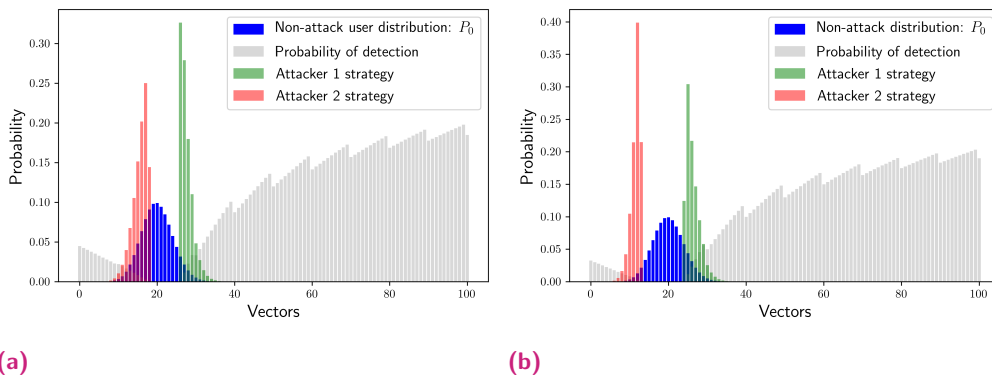 Non-attack user distribution: P₀
Probability of detection
Attacker 1 strategy
Attacker 2 strategy
0.30
0.25
0.20
0.15
0.10
0.05
0.00
Probability
0 20 40 60 80 100
Vectors
(a)
Non-attack user distribution: P₀
Probability of detection
Attacker 1 strategy
Attacker 2 strategy
0.40
0.35
0.30
0.25
0.20
0.15
0.10
0.05
0.00
Probability
0 20 40 60 80 100
Vectors
(b)